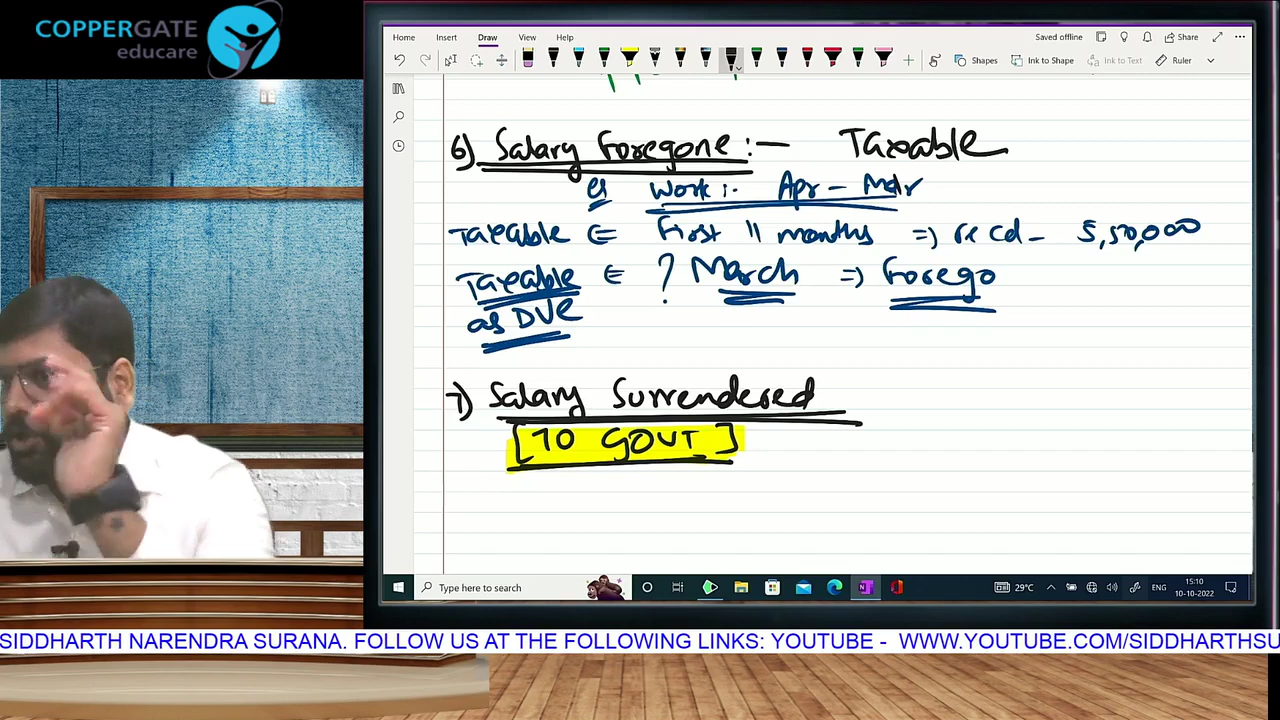 COPPERGATE
educare
Home Insert Draw View Help
Saved offline
Share
Shapes
Ink to Shape
Ink to Text
Ruler
6) Salary Foregone :- Taxable
Work :- Apr - Mar
Taxable ⇐ First 11 months ⇒ 5,50,000
Taxable ⇐ ? March ⇒ Forego
as DVE
7) Salary Surrendered
[TO GOVT]
Type here to search
29°C
ENG
15:10
10-10-2022
SIDDHARTH NARENDRA SURANA. FOLLOW US AT THE FOLLOWING LINKS: YOUTUBE - WWW.YOUTUBE.COM/SIDDHARTHSU